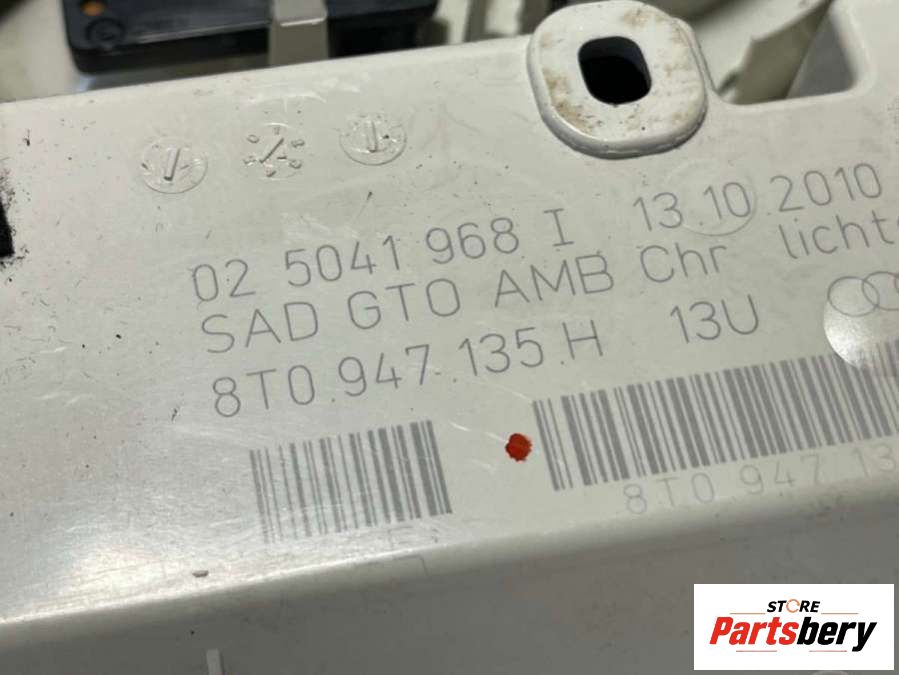 02 5041 968 I 13.10.2010
SAD GTO AMB Chr
8T0.947.135.H 13U
8T0 947 13
STORE
Partsbery